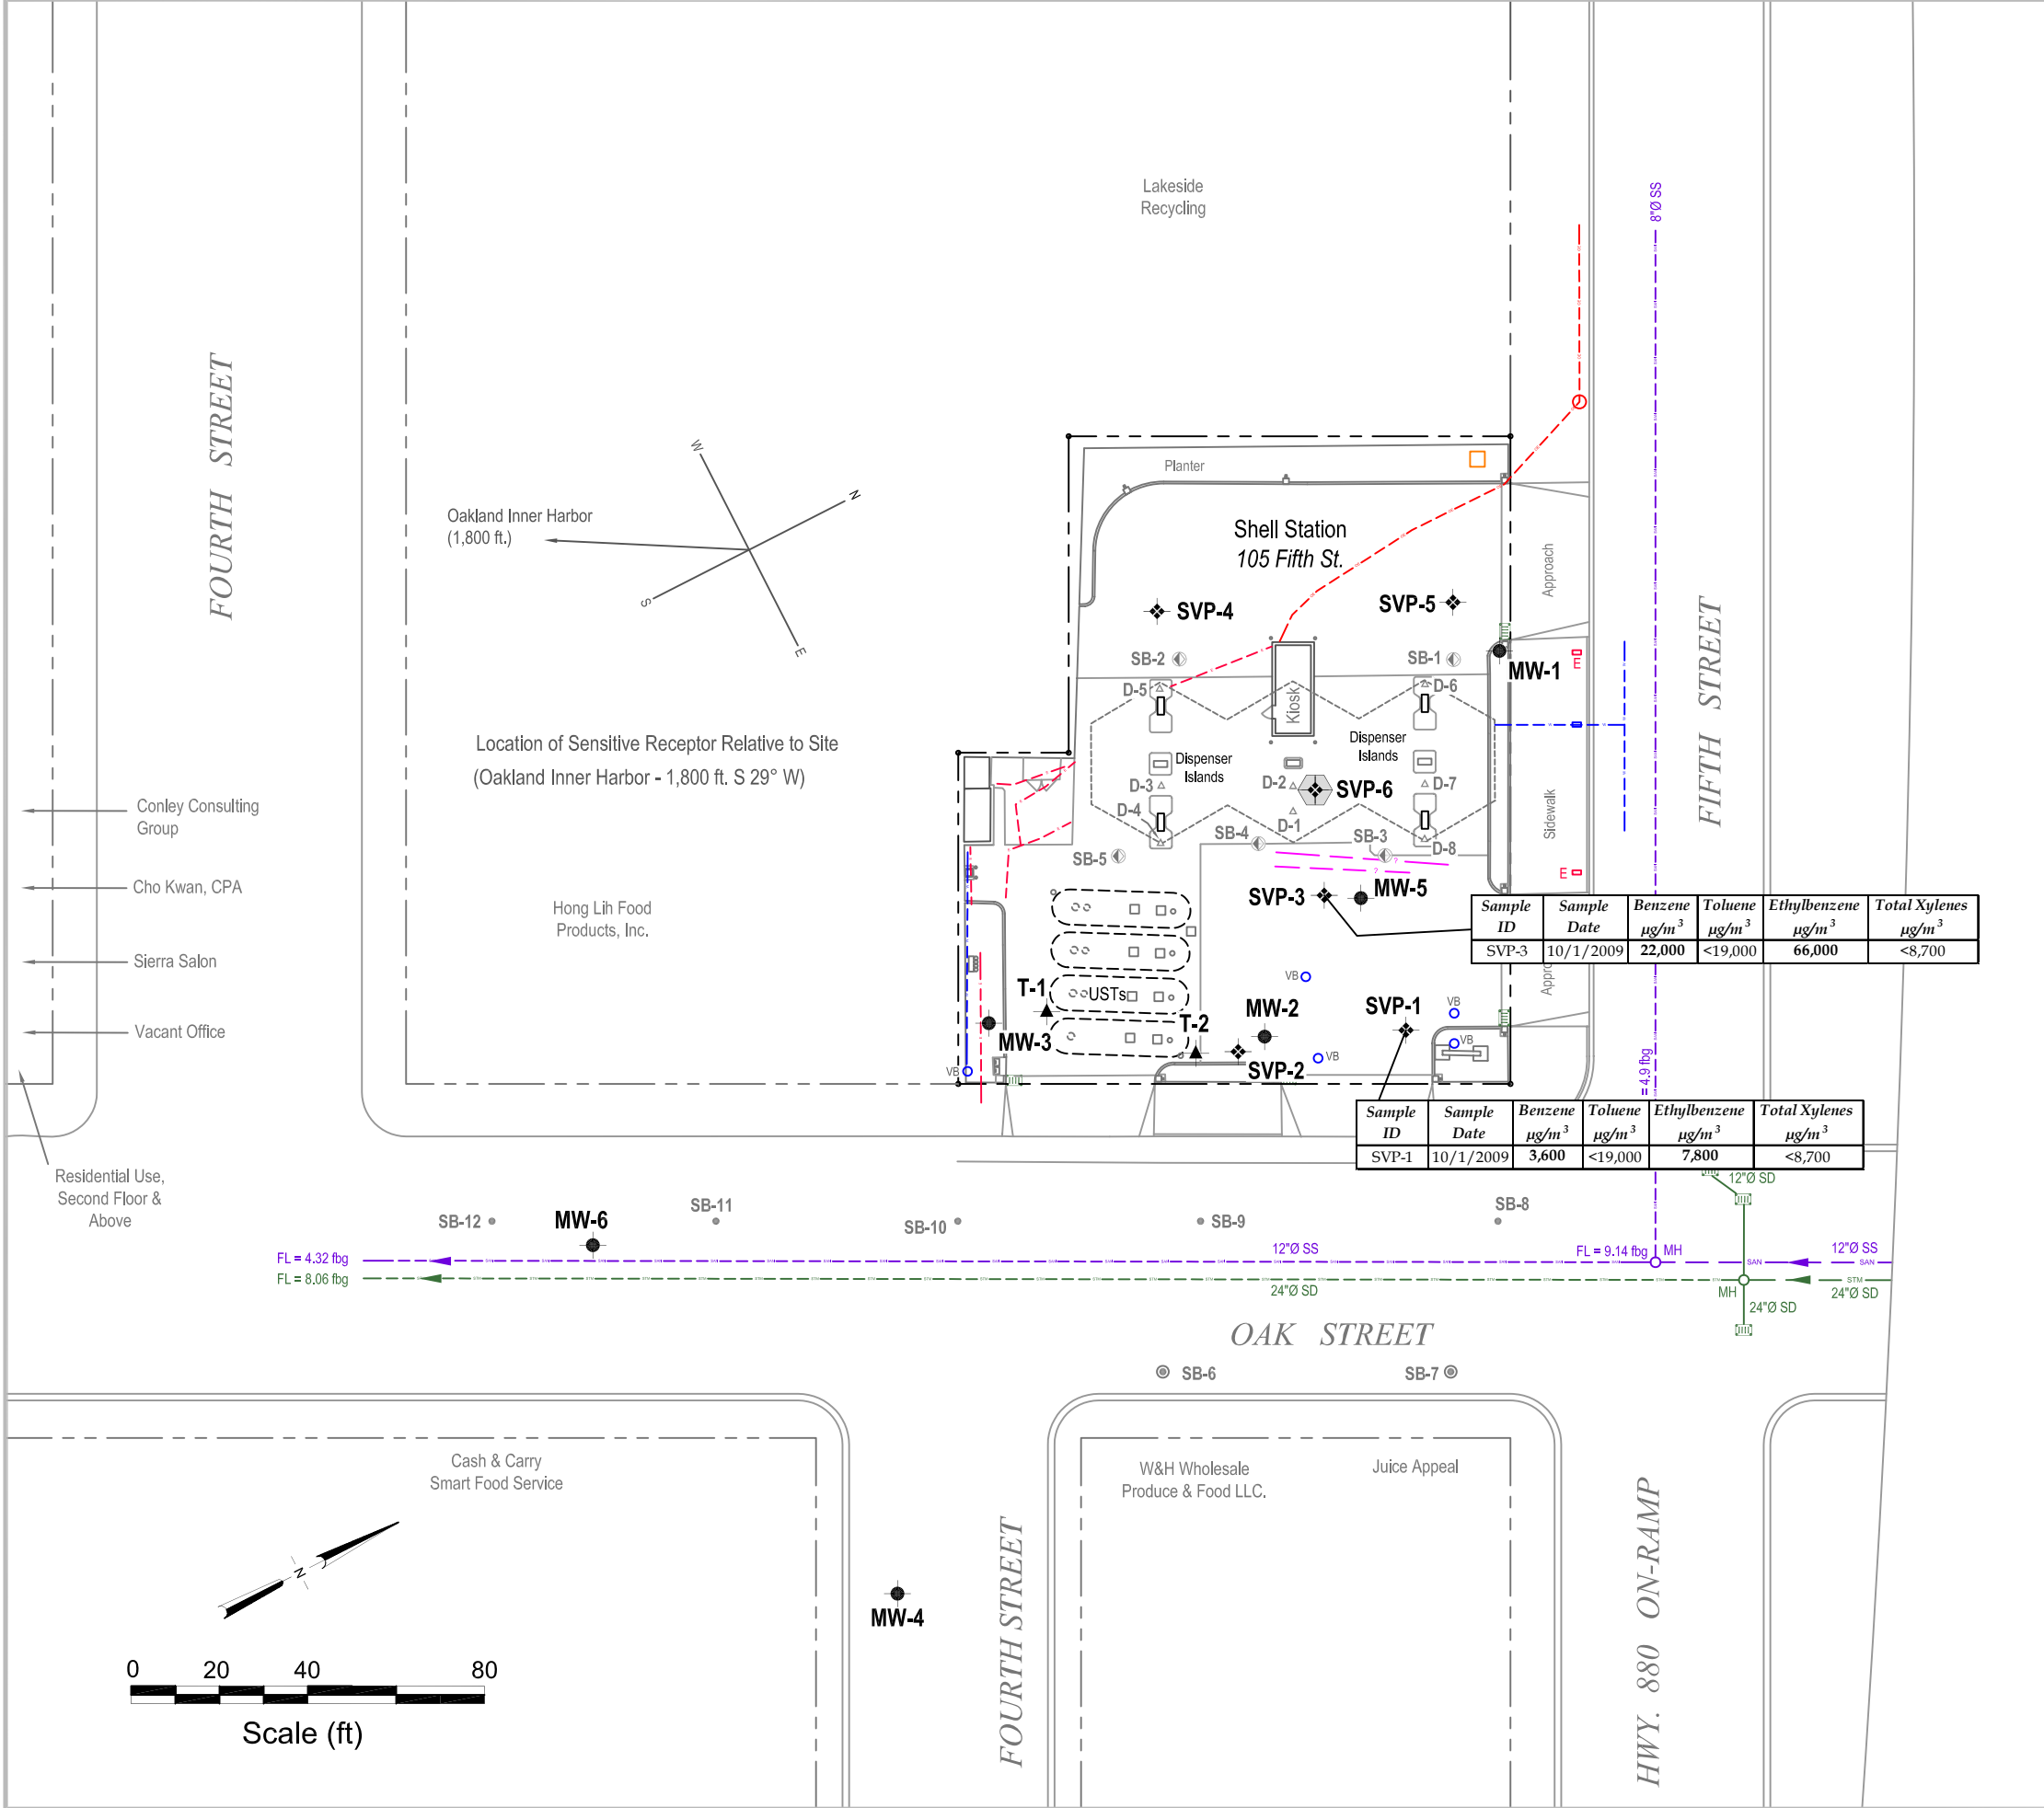 Lakeside
Recycling
8"Ø SS
FOURTH STREET
W
N
S
E
Oakland Inner Harbor
(1,800 ft.)
Planter
Shell Station
105 Fifth St.
Approach
SVP-4
SVP-5
SB-2
SB-1
MW-1
E
D-5
D-6
Kiosk
FIFTH STREET
Location of Sensitive Receptor Relative to Site
(Oakland Inner Harbor - 1,800 ft. S 29° W)
Dispenser
Islands
Dispenser
Islands
D-3
D-2
SVP-6
D-7
D-4
D-1
Sidewalk
SB-4
SB-3
D-8
SB-5
?
?
E
Conley Consulting
Group
Cho Kwan, CPA
Sierra Salon
Vacant Office
Hong Lih Food
Products, Inc.
SVP-3
MW-5
Sample ID Sample Date Benzene µg/m³ Toluene µg/m³ Ethylbenzene µg/m³ Total Xylenes µg/m³
SVP-3 10/1/2009 22,000 <19,000 66,000 <8,700
Appro
VB
T-1
USTs
MW-2
SVP-1
VB
T-2
MW-3
VB
VB
SVP-2
VB
= 4.9 fbg
Sample ID Sample Date Benzene µg/m³ Toluene µg/m³ Ethylbenzene µg/m³ Total Xylenes µg/m³
SVP-1 10/1/2009 3,600 <19,000 7,800 <8,700
Residential Use,
Second Floor &
Above
12"Ø SD
SB-12
MW-6
SB-11
SB-10
SB-9
SB-8
FL = 4.32 fbg
12"Ø SS
FL = 9.14 fbg
MH
12"Ø SS
SAN
SAN
FL = 8.06 fbg
24"Ø SD
MH
STM
24"Ø SD
24"Ø SD
OAK STREET
SB-6
SB-7
Cash & Carry
Smart Food Service
W&H Wholesale
Produce & Food LLC.
Juice Appeal
N
MW-4
FOURTH STREET
HWY. 880 ON-RAMP
0 20 40 80
Scale (ft)